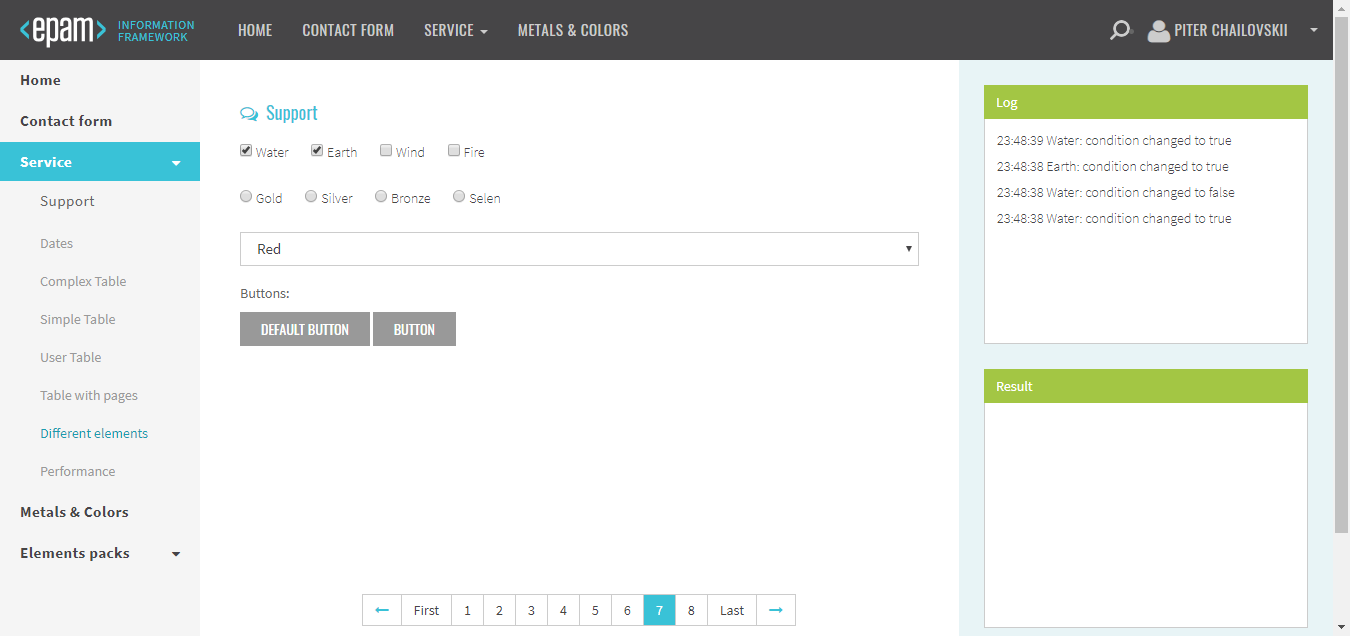 <epam> INFORMATION FRAMEWORK
HOME CONTACT FORM SERVICE METALS & COLORS PITER CHAILOVSKII
Home
Contact form
Service
Support
Dates
Complex Table
Simple Table
User Table
Table with pages
Different elements
Performance
Metals & Colors
Elements packs
Support
Water Earth Wind Fire
Gold Silver Bronze Selen
Red
Buttons:
DEFAULT BUTTON BUTTON
First 1 2 3 4 5 6 7 8 Last
Log
23:48:39 Water: condition changed to true
23:48:38 Earth: condition changed to true
23:48:38 Water: condition changed to false
23:48:38 Water: condition changed to true
Result